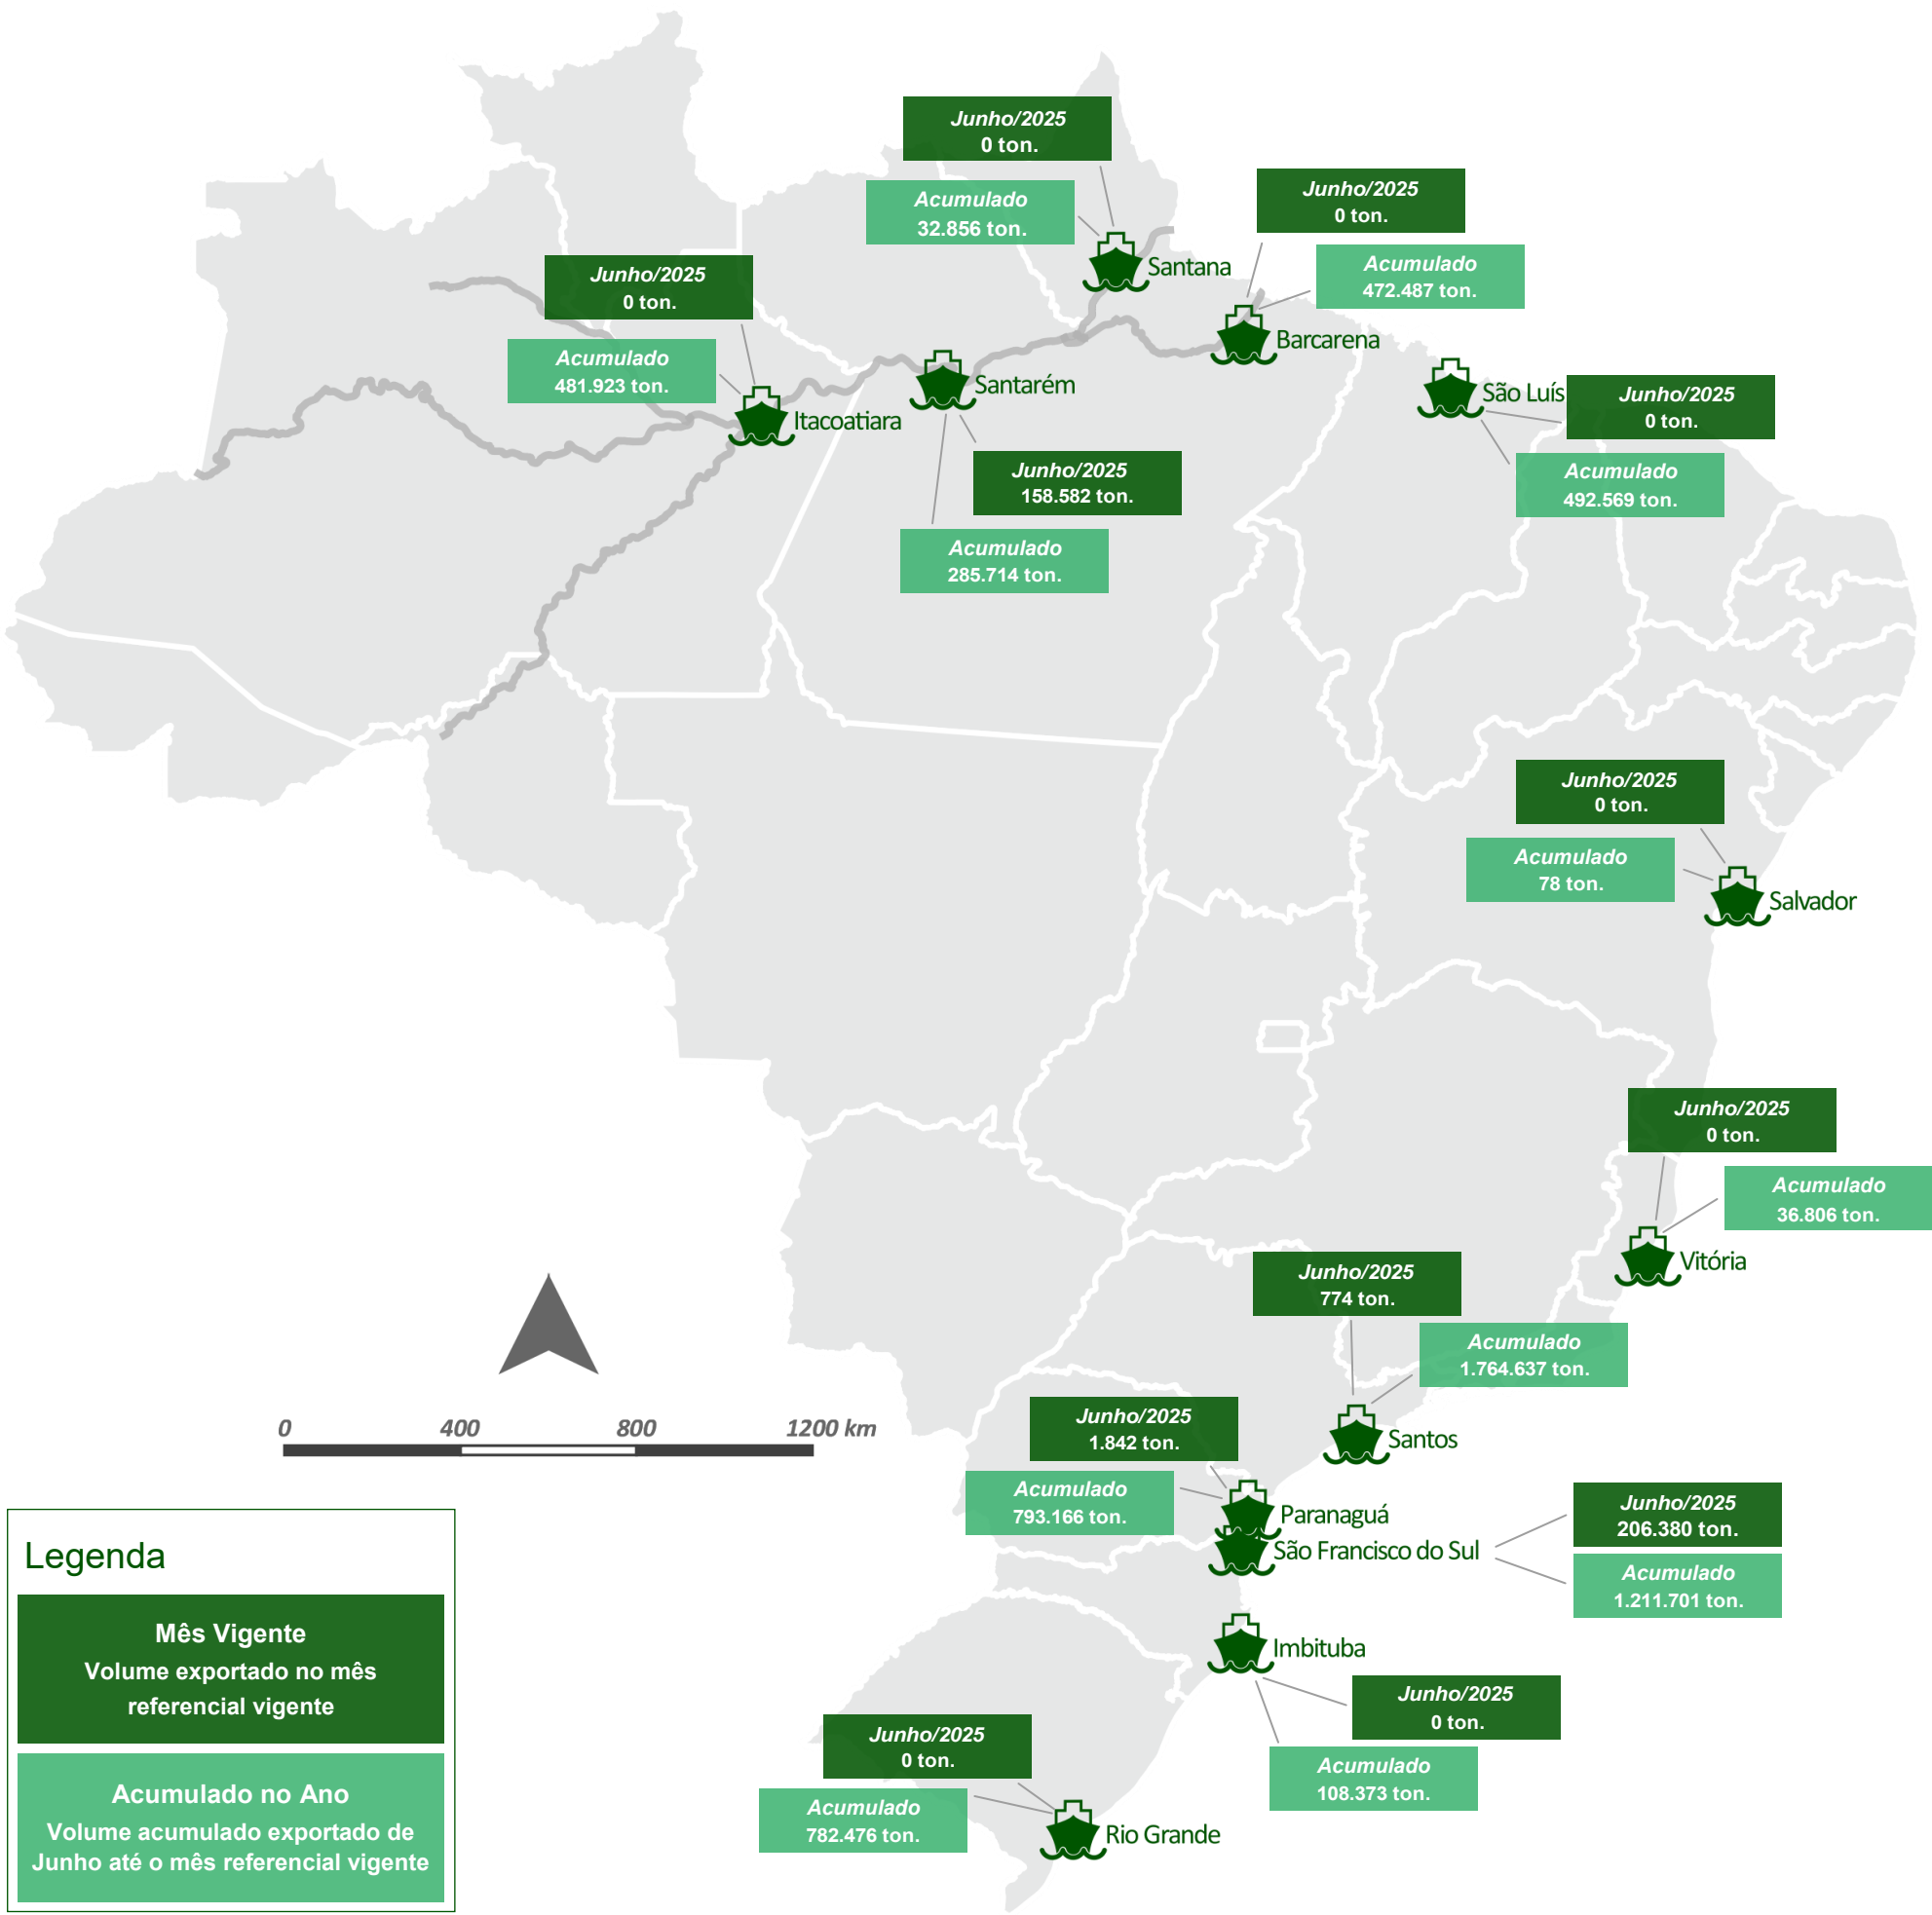 Junho/2025
0 ton.
Acumulado
32.856 ton.
Santana
Junho/2025
0 ton.
Acumulado
472.487 ton.
Barcarena
Junho/2025
0 ton.
Acumulado
481.923 ton.
Itacoatiara
Santarém
Junho/2025
158.582 ton.
Acumulado
285.714 ton.
São Luís
Junho/2025
0 ton.
Acumulado
492.569 ton.
Junho/2025
0 ton.
Acumulado
78 ton.
Salvador
Junho/2025
0 ton.
Acumulado
36.806 ton.
Vitória
Junho/2025
774 ton.
Acumulado
1.764.637 ton.
Santos
Junho/2025
1.842 ton.
Acumulado
793.166 ton.
Paranaguá
São Francisco do Sul
Junho/2025
206.380 ton.
Acumulado
1.211.701 ton.
Imbituba
Junho/2025
0 ton.
Acumulado
108.373 ton.
Junho/2025
0 ton.
Acumulado
782.476 ton.
Rio Grande
0 400 800 1200 km
Legenda
Mês Vigente
Volume exportado no mês
referencial vigente
Acumulado no Ano
Volume acumulado exportado de
Junho até o mês referencial vigente